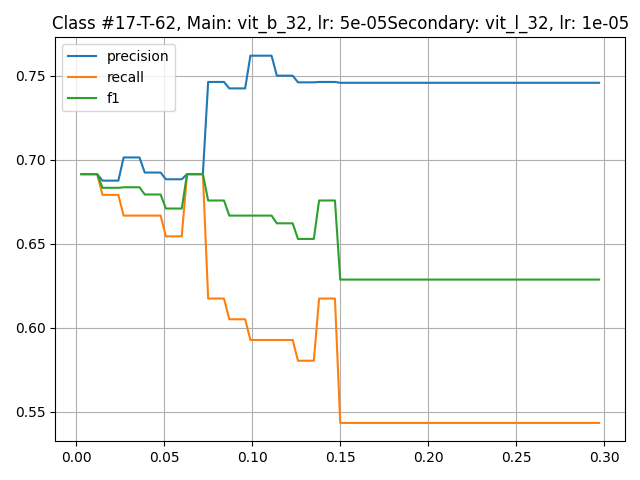 Class #17-T-62, Main: vit_b_32, lr: 5e-05Secondary: vit_l_32, lr: 1e-05
precision
recall
f1
0.75
0.70
0.65
0.60
0.55
0.00 0.05 0.10 0.15 0.20 0.25 0.30